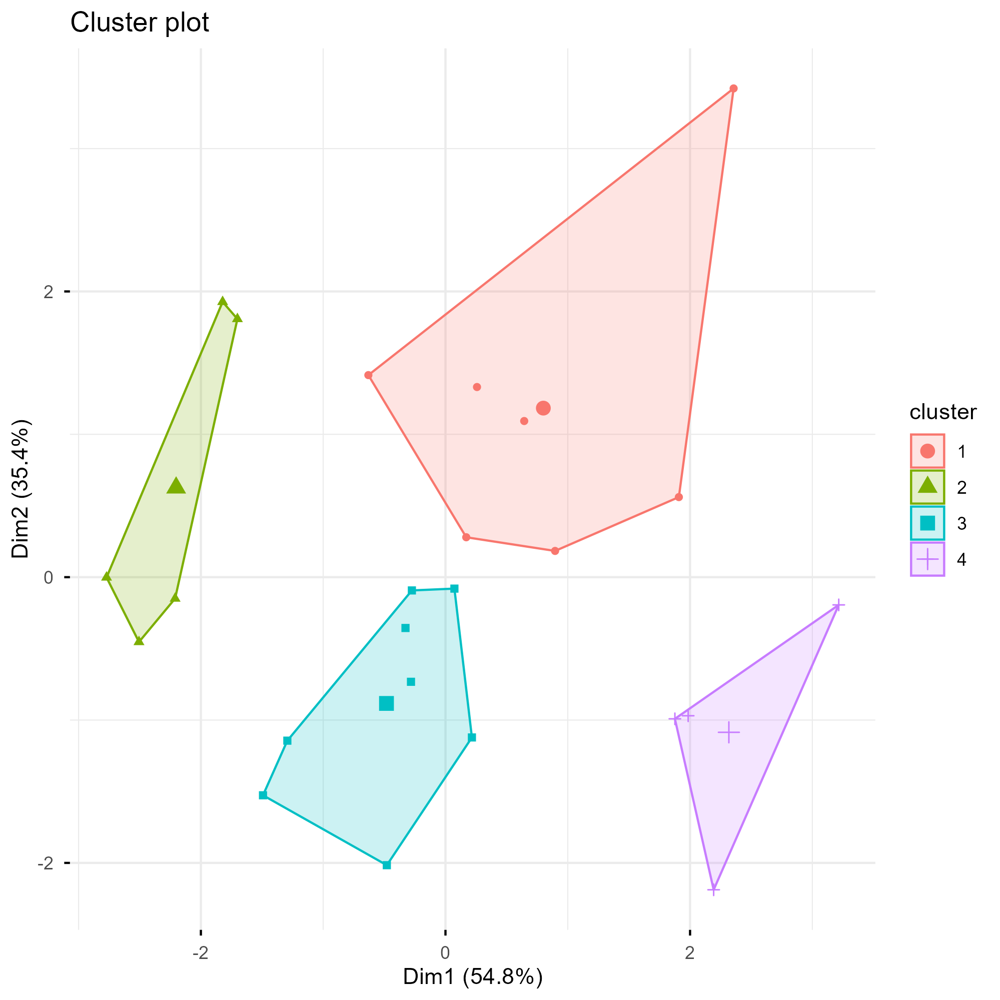 Cluster plot
2
0
-2
-2 0 2
Dim1 (54.8%)
Dim2 (35.4%)
cluster
1
2
3
4